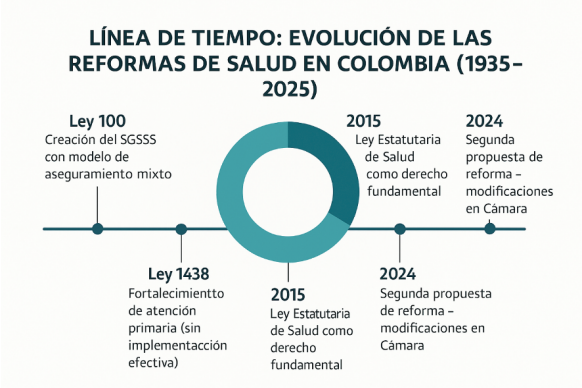 LÍNEA DE TIEMPO: EVOLUCIÓN DE LAS
REFORMAS DE SALUD EN COLOMBIA (1935–
2025)
Ley 100
Creación del SGSSS
con modelo de
aseguramiento mixto
2015
Ley Estatutaria
de Salud
como derecho
fundamental
2024
Segunda
propuesta de
reforma –
modificaciones
en Cámara
Ley 1438
Fortalecimientto
de atención
primaria (sin
implementacción
efectiva)
2015
Ley Estatutaria
de Salud como
derecho
fundamental
2024
Segunda propuesta
de reforma –
modificaciones en
Cámara